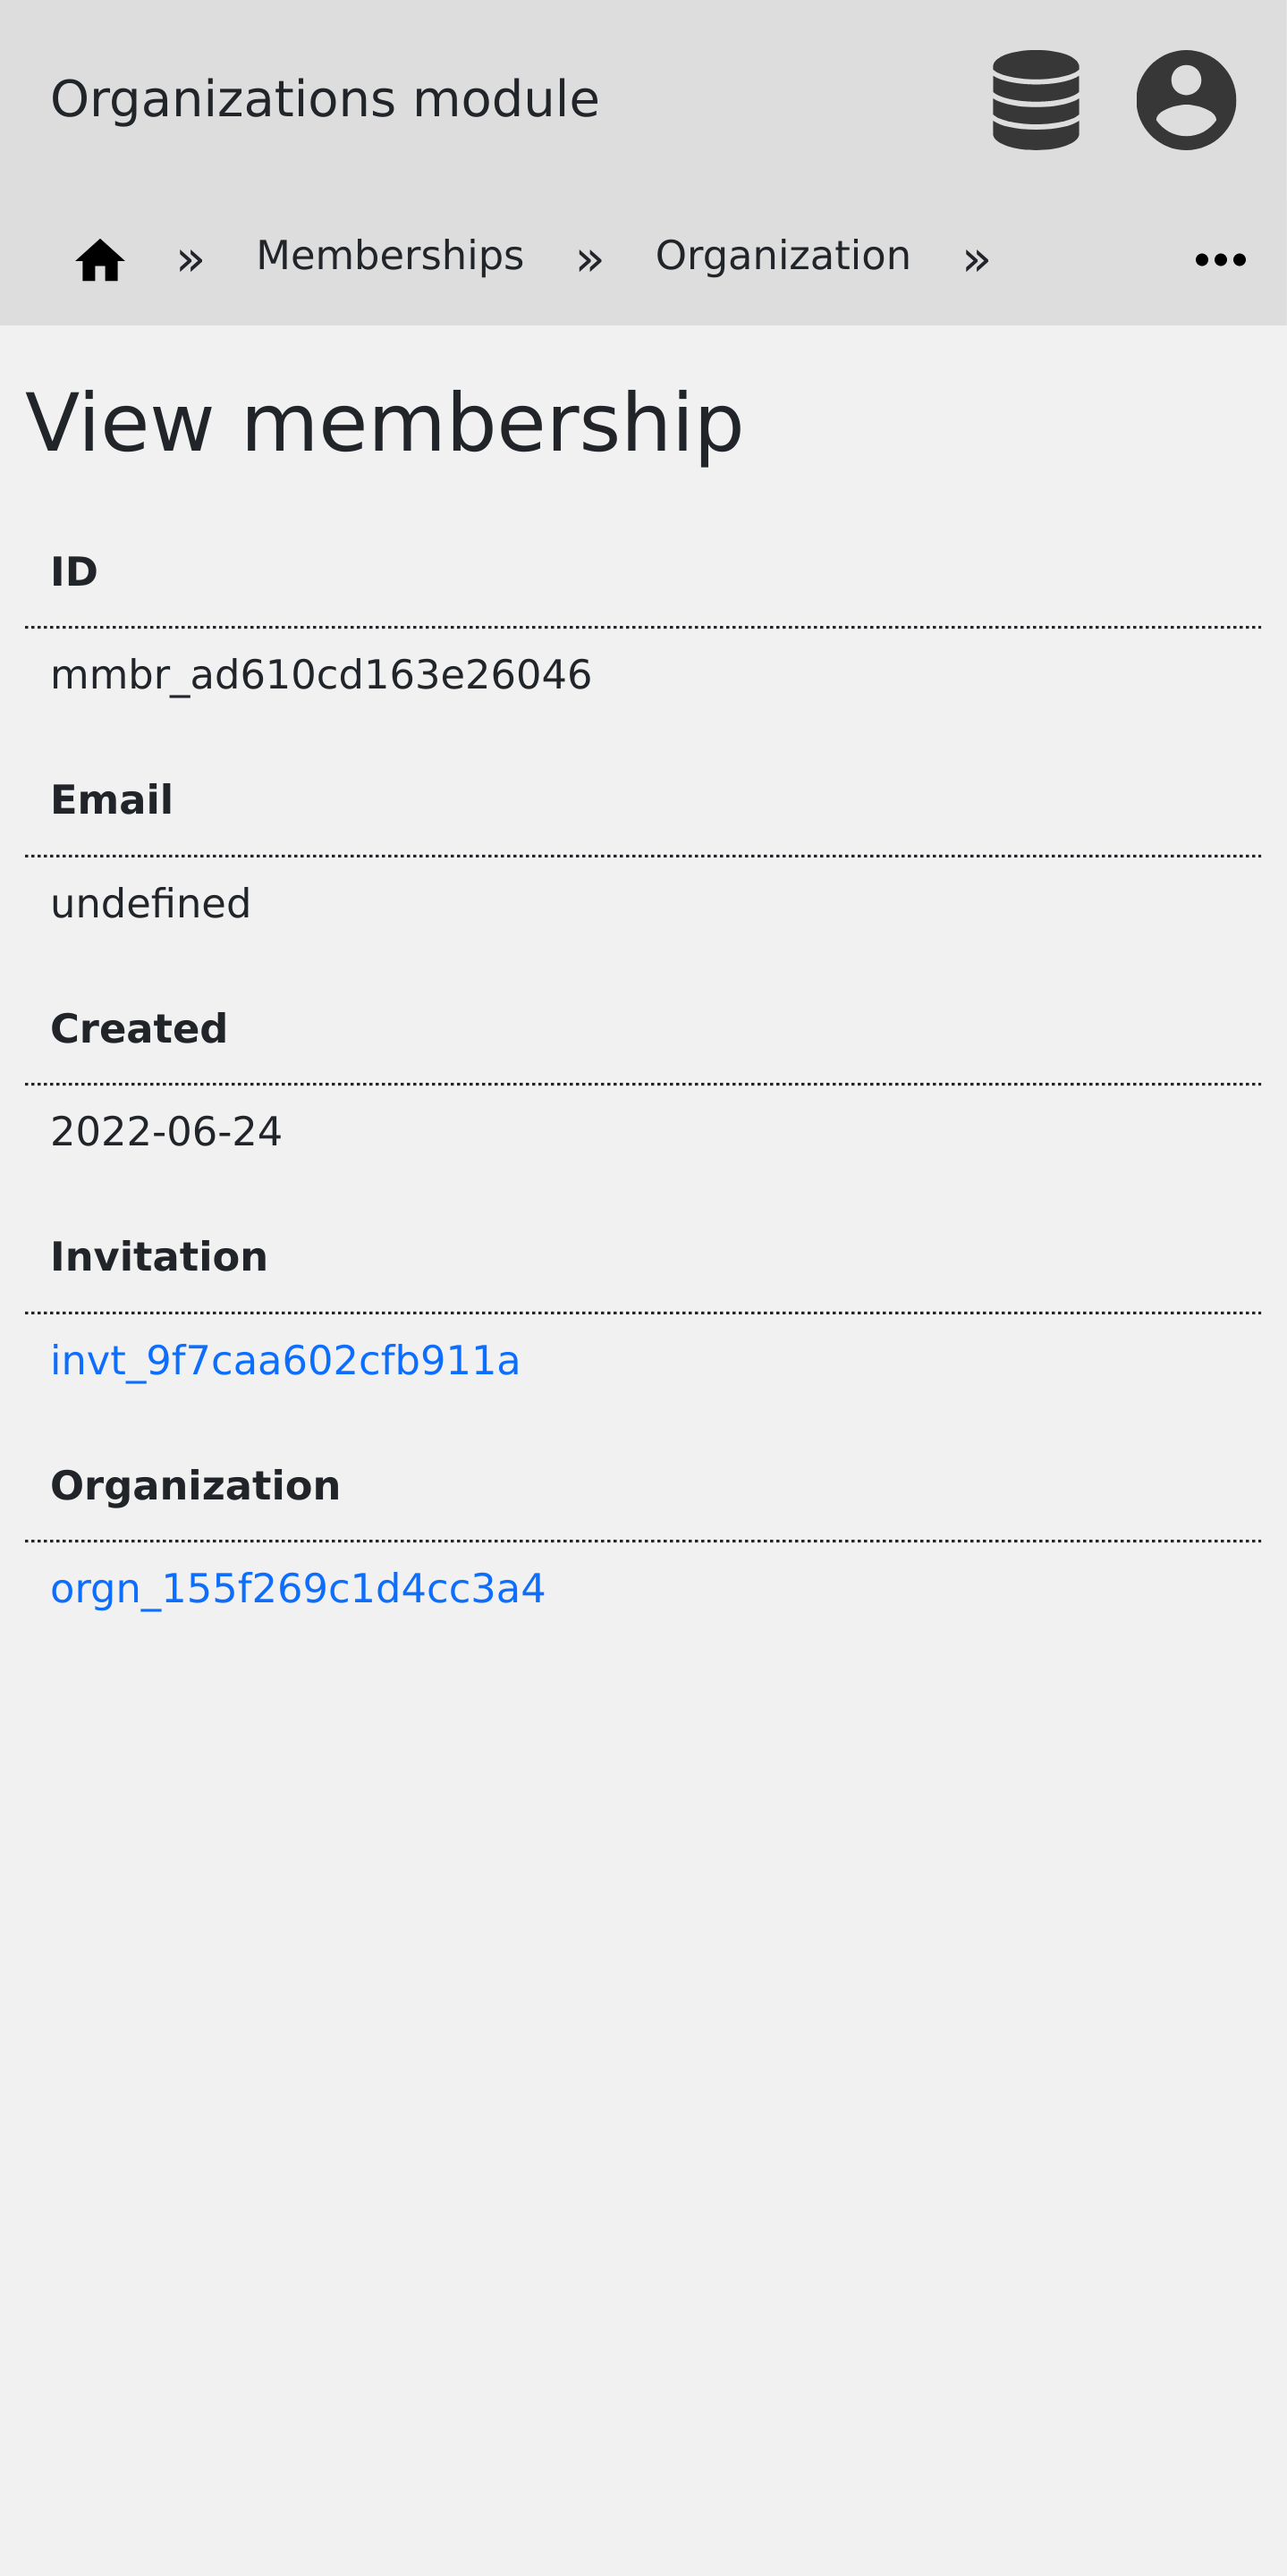 Organizations module
» Memberships » Organization »
View membership
ID
mmbr_ad610cd163e26046
Email
undefined
Created
2022-06-24
Invitation
invt_9f7caa602cfb911a
Organization
orgn_155f269c1d4cc3a4